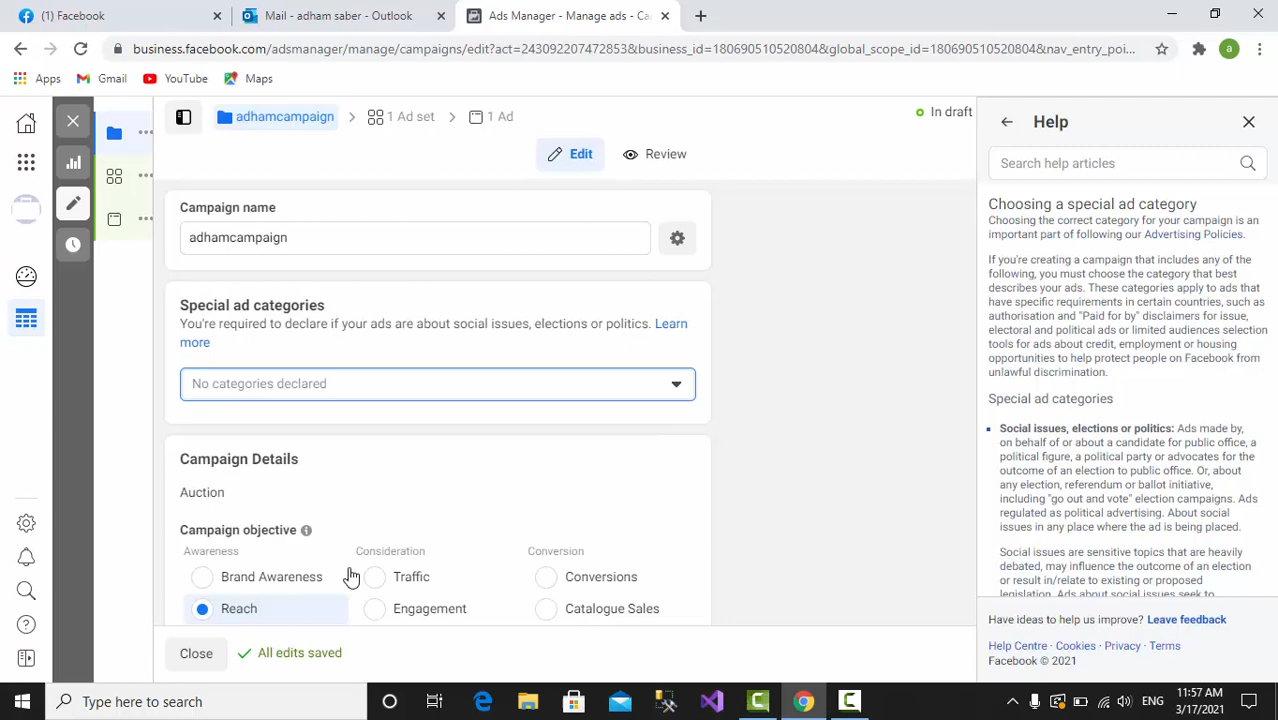 (1) Facebook
Mail - adham saber - Outlook
Ads Manager - Manage ads - Ca
business.facebook.com/adsmanager/manage/campaigns/edit?act=243092207472853&business_id=180690510520804&global_scope_id=180690510520804&nav_entry_poi...
a
Apps
Gmail
YouTube
Maps
adhamcampaign
1 Ad set
1 Ad
In draft
Edit
Review
Campaign name
adhamcampaign
Special ad categories
You're required to declare if your ads are about social issues, elections or politics. Learn
more
No categories declared
Campaign Details
Auction
Campaign objective
Awareness
Consideration
Conversion
Brand Awareness
Traffic
Conversions
Reach
Engagement
Catalogue Sales
Close
All edits saved
Help
Search help articles
Choosing a special ad category
Choosing the correct category for your campaign is an
important part of following our Advertising Policies.
If you're creating a campaign that includes any of the
following, you must choose the category that best
describes your ads. These categories apply to ads that
have specific requirements in certain countries, such as
authorisation and "Paid for by" disclaimers for issue,
electoral and political ads or limited audiences selection
tools for ads about credit, employment or housing
opportunities to help protect people on Facebook from
unlawful discrimination.
Special ad categories
Social issues, elections or politics: Ads made by,
on behalf of or about a candidate for public office, a
political figure, a political party or advocates for the
outcome of an election to public office. Or, about
any election, referendum or ballot initiative,
including "go out and vote" election campaigns. Ads
regulated as political advertising. About social
issues in any place where the ad is being placed.
Social issues are sensitive topics that are heavily
debated, may influence the outcome of an election
or result in/relate to existing or proposed
legislation. Ads about social issues seek to
Have ideas to help us improve? Leave feedback
Help Centre · Cookies · Privacy · Terms
Facebook © 2021
Type here to search
ENG
11:57 AM
3/17/2021